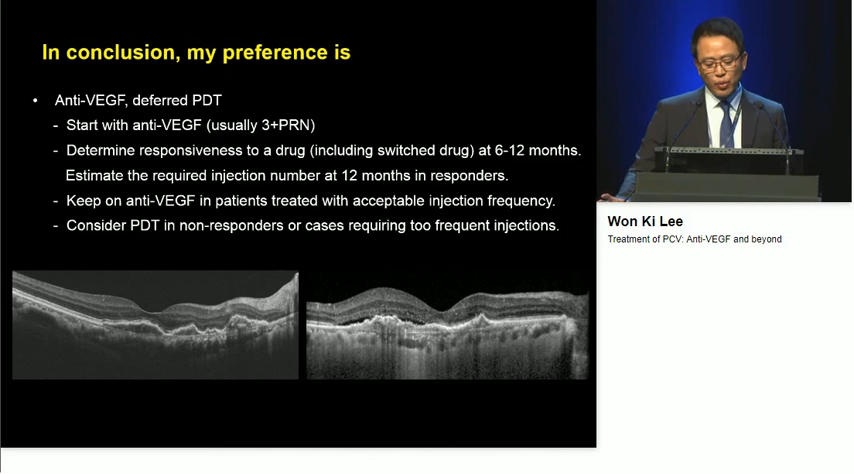 In conclusion, my preference is
• Anti-VEGF, deferred PDT
- Start with anti-VEGF (usually 3+PRN)
- Determine responsiveness to a drug (including switched drug) at 6-12 months.
Estimate the required injection number at 12 months in responders.
- Keep on anti-VEGF in patients treated with acceptable injection frequency.
- Consider PDT in non-responders or cases requiring too frequent injections.
Won Ki Lee
Treatment of PCV: Anti-VEGF and beyond